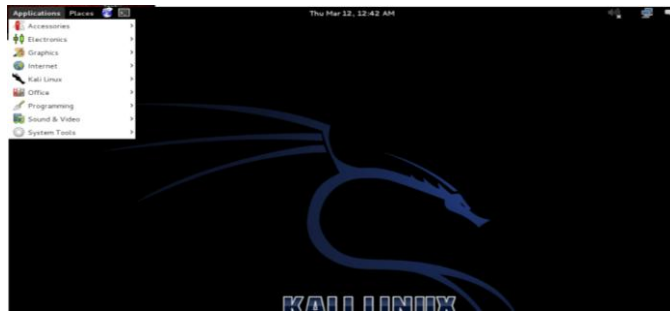 Applications Places
Thu Mar 12, 12:42 AM
Accessories
Electronics
Graphics
Internet
Kali Linux
Office
Programming
Sound & Video
System Tools
KALI LINUX